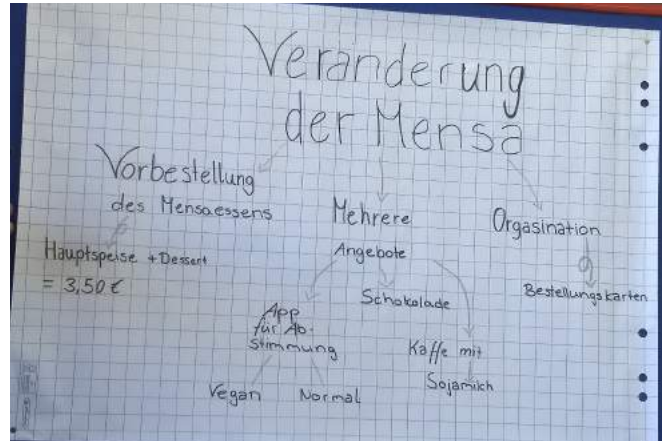 Veranderung
der Mensa
Vorbestellung
des Mensaessens
Hauptspeise + Dessert
= 3,50 €
Mehrere
Angebote
App
für Ab-
stimmung
Vegan
Normal
Schokolade
Kaffe mit
Sojamilch
Orgasination
Bestellungskarten